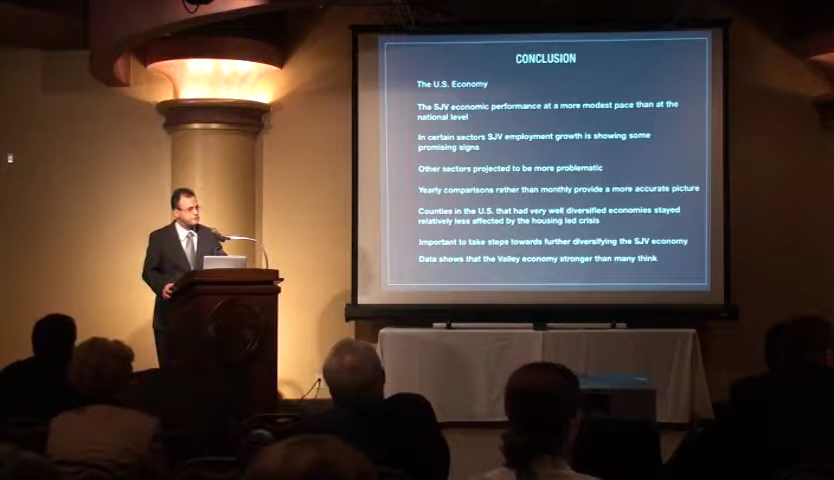 CONCLUSION
The U.S. Economy
The SJV economic performance at a more modest pace than at the
national level
In certain sectors SJV employment growth is showing some
promising signs
Other sectors projected to be more problematic
Yearly comparisons rather than monthly provide a more accurate picture
Counties in the U.S. that had very well diversified economies stayed
relatively less affected by the housing led crisis
Important to take steps towards further diversifying the SJV economy
Data shows that the Valley economy stronger than many think